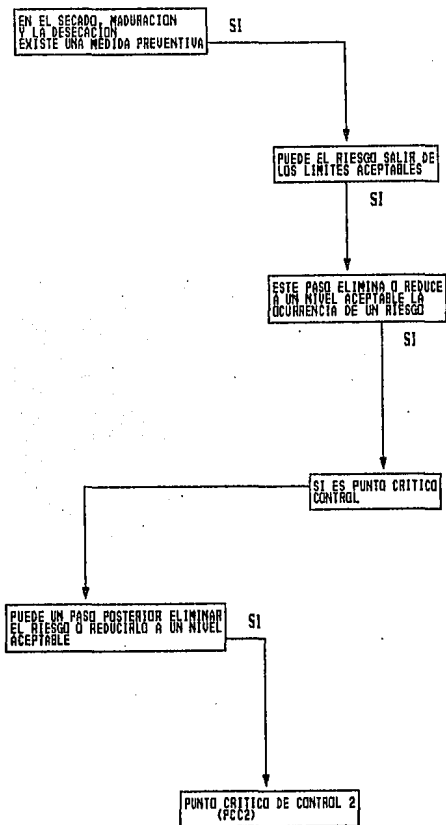 EN EL SECADO, MADURACION
Y LA DESECACION
EXISTE UNA MEDIDA PREVENTIVA
SI
PUEDE EL RIESGO SALIR DE
LOS LIMITES ACEPTABLES
SI
ESTE PASO ELIMINA O REDUCE
A UN NIVEL ACEPTABLE LA
OCURRENCIA DE UN RIESGO
SI
SI ES PUNTO CRITICO
CONTROL
PUEDE UN PASO POSTERIOR ELIMINAR
EL RIESGO O REDUCIRLO A UN NIVEL
ACEPTABLE
SI
PUNTO CRITICO DE CONTROL 2
(PCC2)